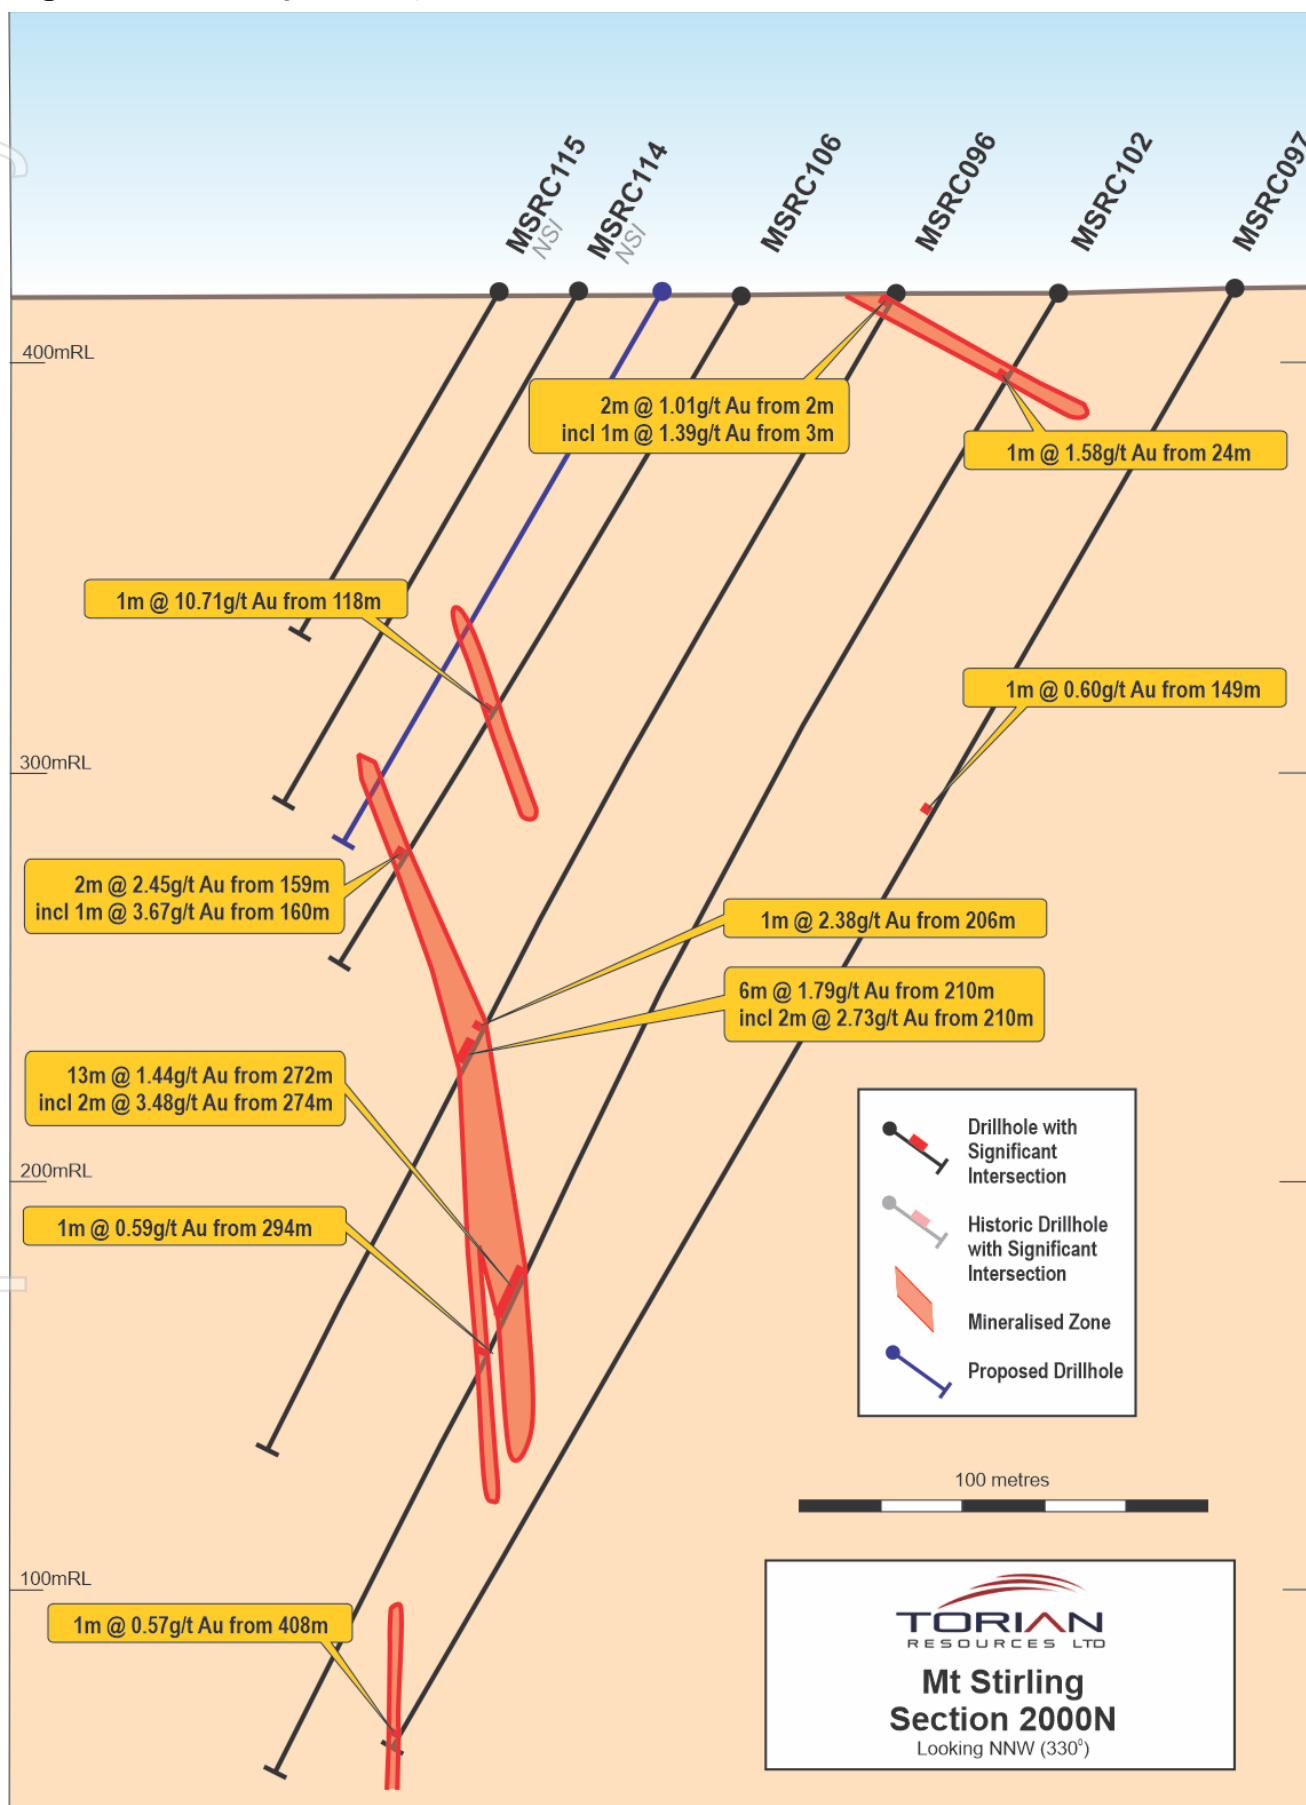 MSRC115
NSI
MSRC114
NSI
MSRC106
MSRC096
MSRC102
MSRC097
400mRL
2m @ 1.01g/t Au from 2m
incl 1m @ 1.39g/t Au from 3m
1m @ 1.58g/t Au from 24m
1m @ 10.71g/t Au from 118m
1m @ 0.60g/t Au from 149m
300mRL
2m @ 2.45g/t Au from 159m
incl 1m @ 3.67g/t Au from 160m
1m @ 2.38g/t Au from 206m
6m @ 1.79g/t Au from 210m
incl 2m @ 2.73g/t Au from 210m
13m @ 1.44g/t Au from 272m
incl 2m @ 3.48g/t Au from 274m
200mRL
1m @ 0.59g/t Au from 294m
Drillhole with
Significant
Intersection
Historic Drillhole
with Significant
Intersection
Mineralised Zone
Proposed Drillhole
100 metres
100mRL
1m @ 0.57g/t Au from 408m
TORIAN
RESOURCES LTD
Mt Stirling
Section 2000N
Looking NNW (330⁰)